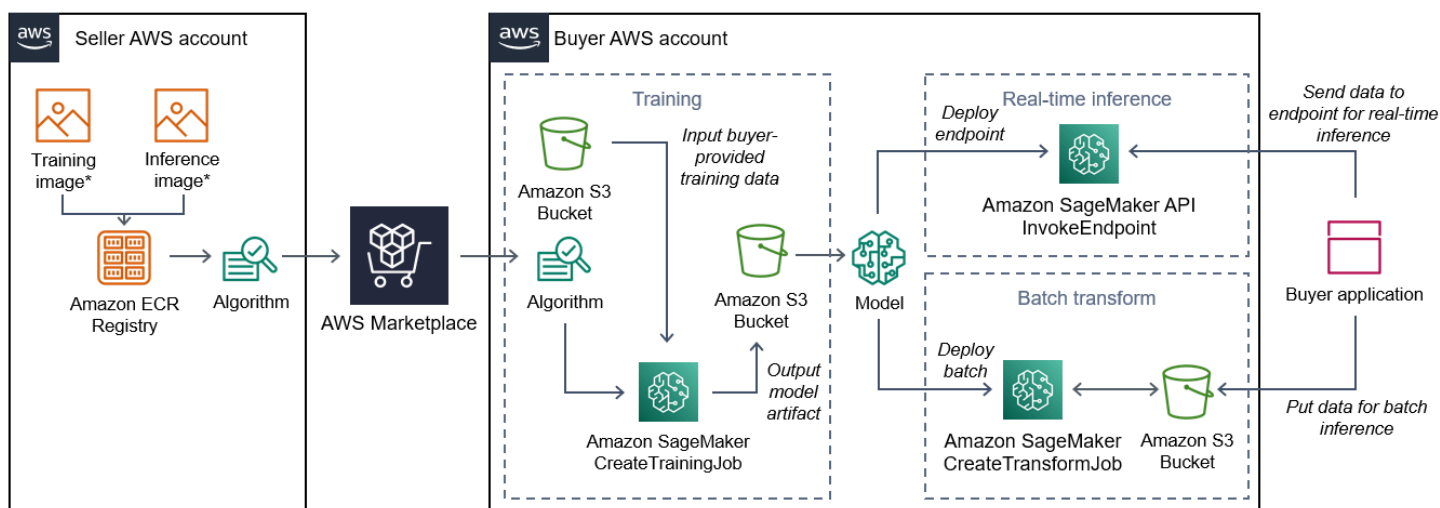 aws
Seller AWS account
Training
image*
Inference
image*
Amazon ECR
Registry
Algorithm
AWS Marketplace
aws
Buyer AWS account
Training
Amazon S3
Bucket
Input buyer-
provided
training data
Algorithm
Amazon S3
Bucket
Amazon SageMaker
CreateTrainingJob
Output
model
artifact
Model
Real-time inference
Deploy
endpoint
Amazon SageMaker API
InvokeEndpoint
Batch transform
Deploy
batch
Amazon SageMaker
CreateTransformJob
Amazon S3
Bucket
Send data to
endpoint for real-time
inference
Buyer application
Put data for batch
inference